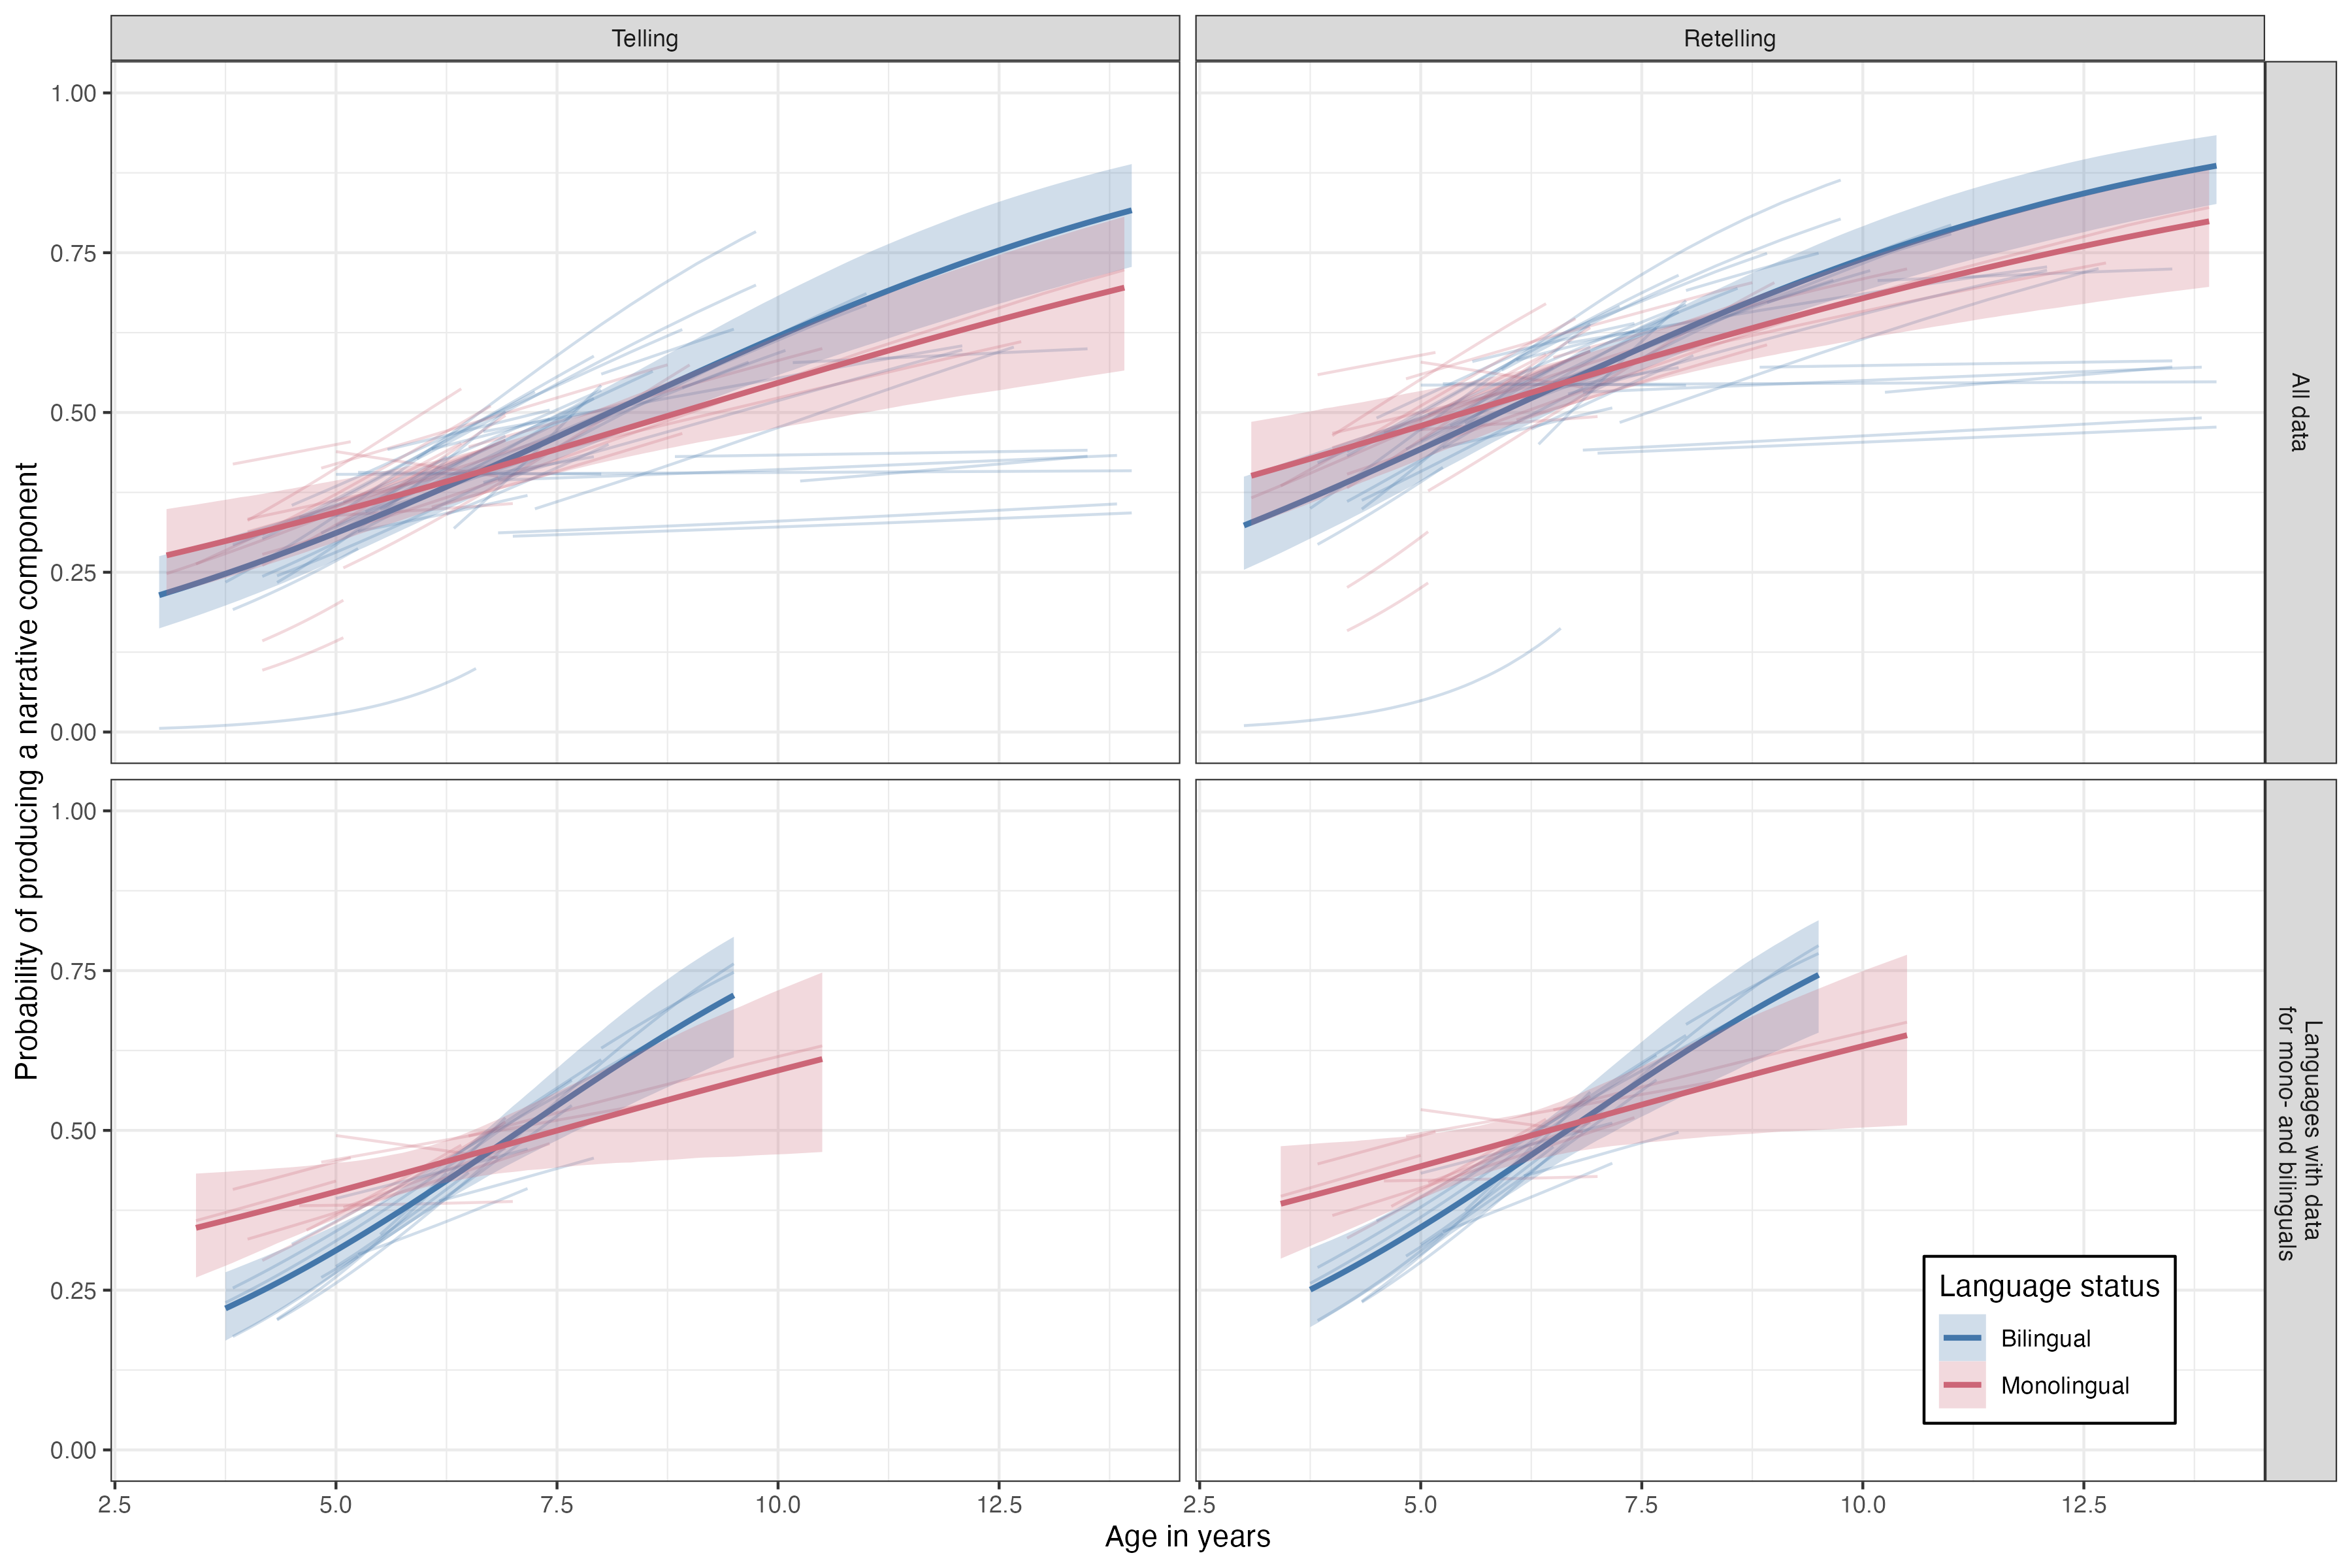 Telling
Retelling
1.00
0.75
0.50
0.25
0.00
All data
1.00
0.75
0.50
0.25
0.00
Languages with data
for mono- and bilinguals
Probability of producing a narrative component
Language status
Bilingual
Monolingual
2.5 5.0 7.5 10.0 12.5
2.5 5.0 7.5 10.0 12.5
Age in years